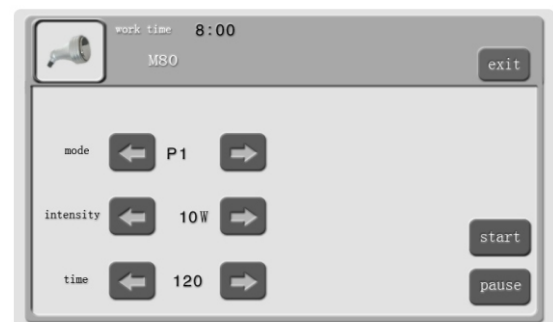 work time 8:00
M80
exit
mode P1
intensity 10W
start
time 120
pause